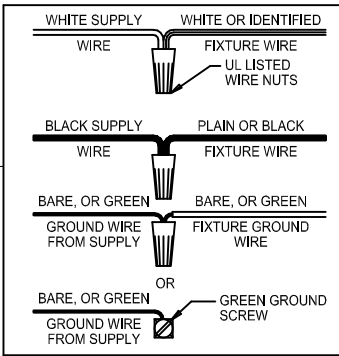 WHITE SUPPLY WHITE OR IDENTIFIED
WIRE FIXTURE WIRE
UL LISTED
WIRE NUTS
BLACK SUPPLY PLAIN OR BLACK
WIRE FIXTURE WIRE
BARE, OR GREEN BARE, OR GREEN
GROUND WIRE FIXTURE GROUND
FROM SUPPLY WIRE
OR
BARE, OR GREEN GREEN GROUND
GROUND WIRE SCREW
FROM SUPPLY